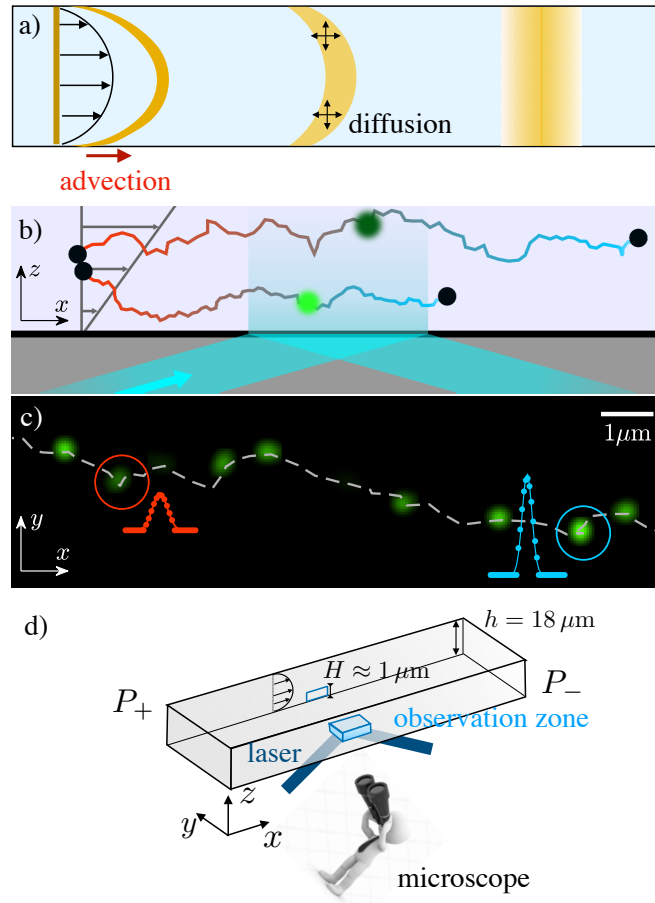 a)
diffusion
advection
b)
z
x
c)
1μm
y
x
d)
h = 18 μm
H ≈ 1 μm
P+
P−
observation zone
laser
z
y
x
microscope